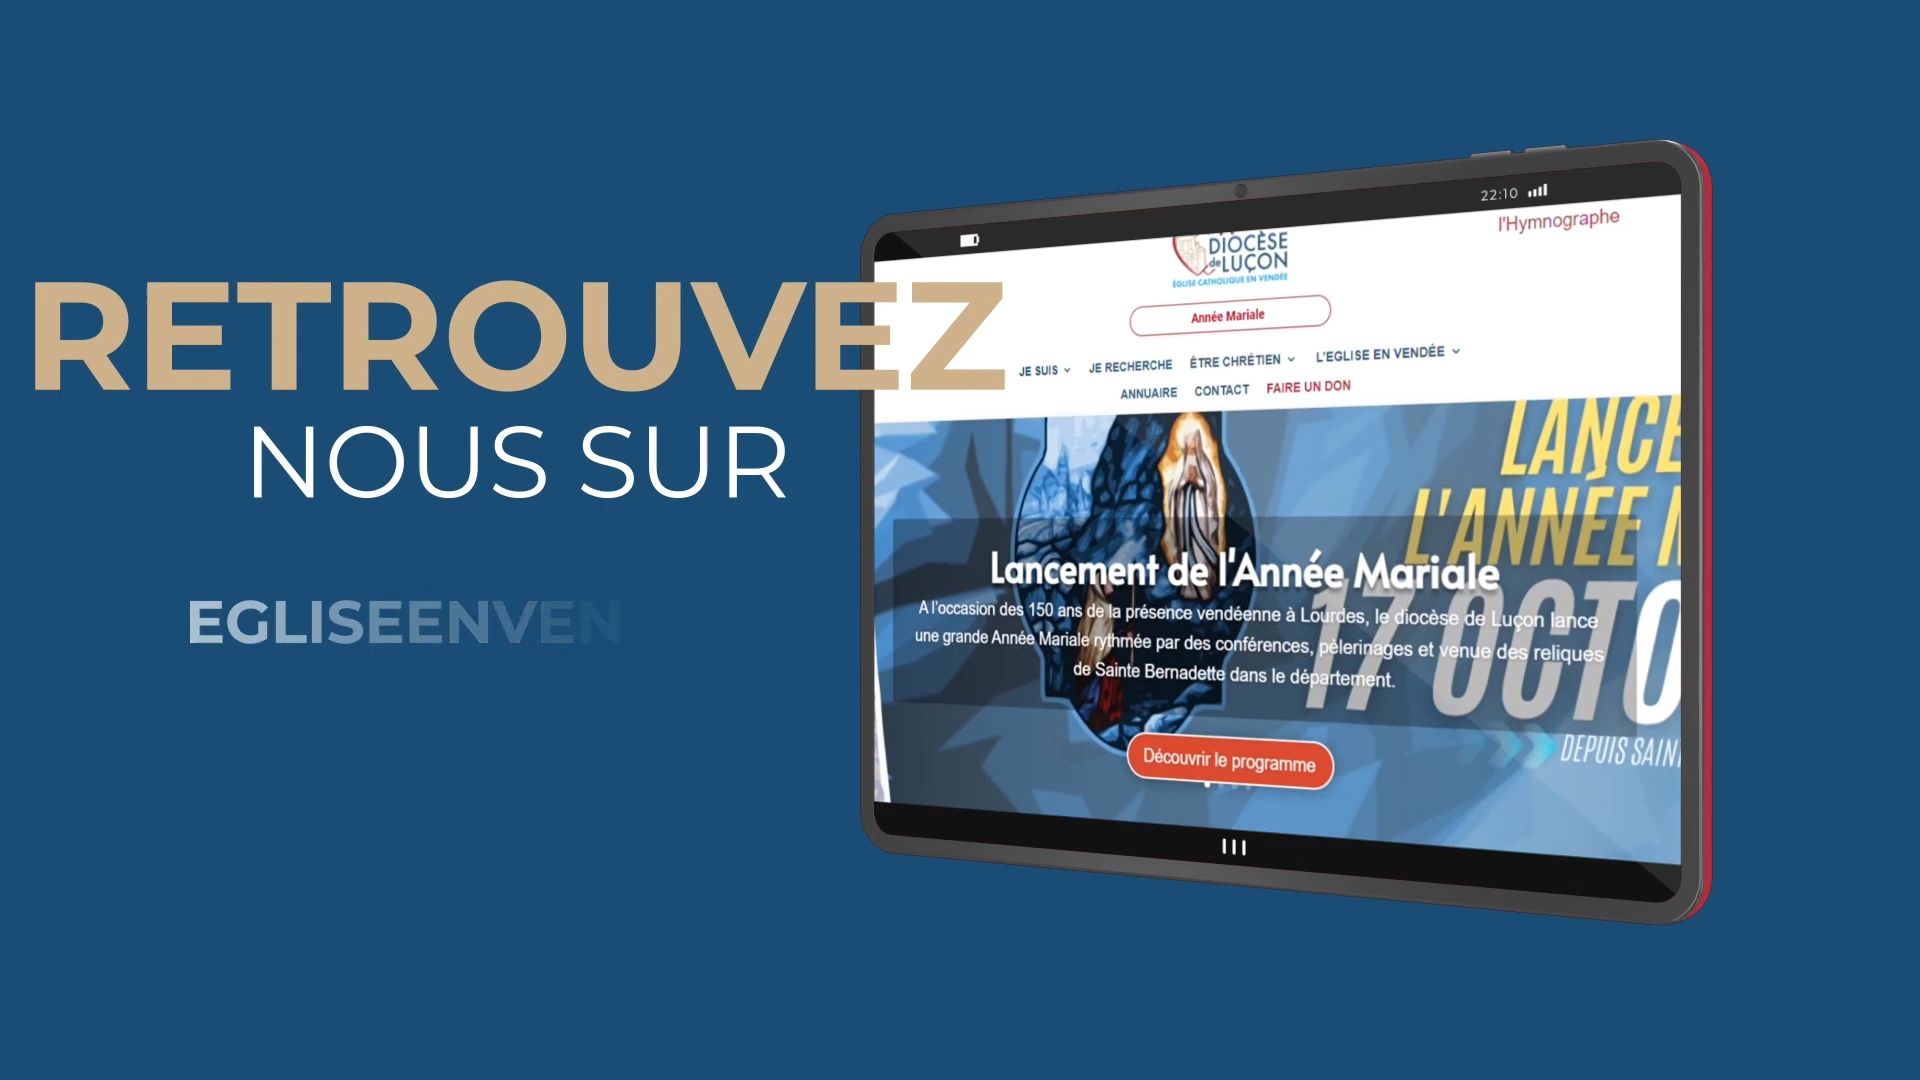 RETROUVEZ
NOUS SUR
EGLISEÉNVEN
22:10
l'Hymnographe
DIOCÈSE
de LUÇON
ÉGLISE CATHOLIQUE EN VENDÉE
Année Mariale
JE SUIS JE RECHERCHE ÊTRE CHRÉTIEN L'EGLISE EN VENDÉE
ANNUAIRE CONTACT FAIRE UN DON
LANCE
L'ANNÉE
17 OCTO
DEPUIS SAIN
Lancement de l'Année Mariale
A l'occasion des 150 ans de la présence vendéenne à Lourdes, le diocèse de Luçon lance
une grande Année Mariale rythmée par des conférences, pèlerinages et venue des reliques
de Sainte Bernadette dans le département.
Découvrir le programme